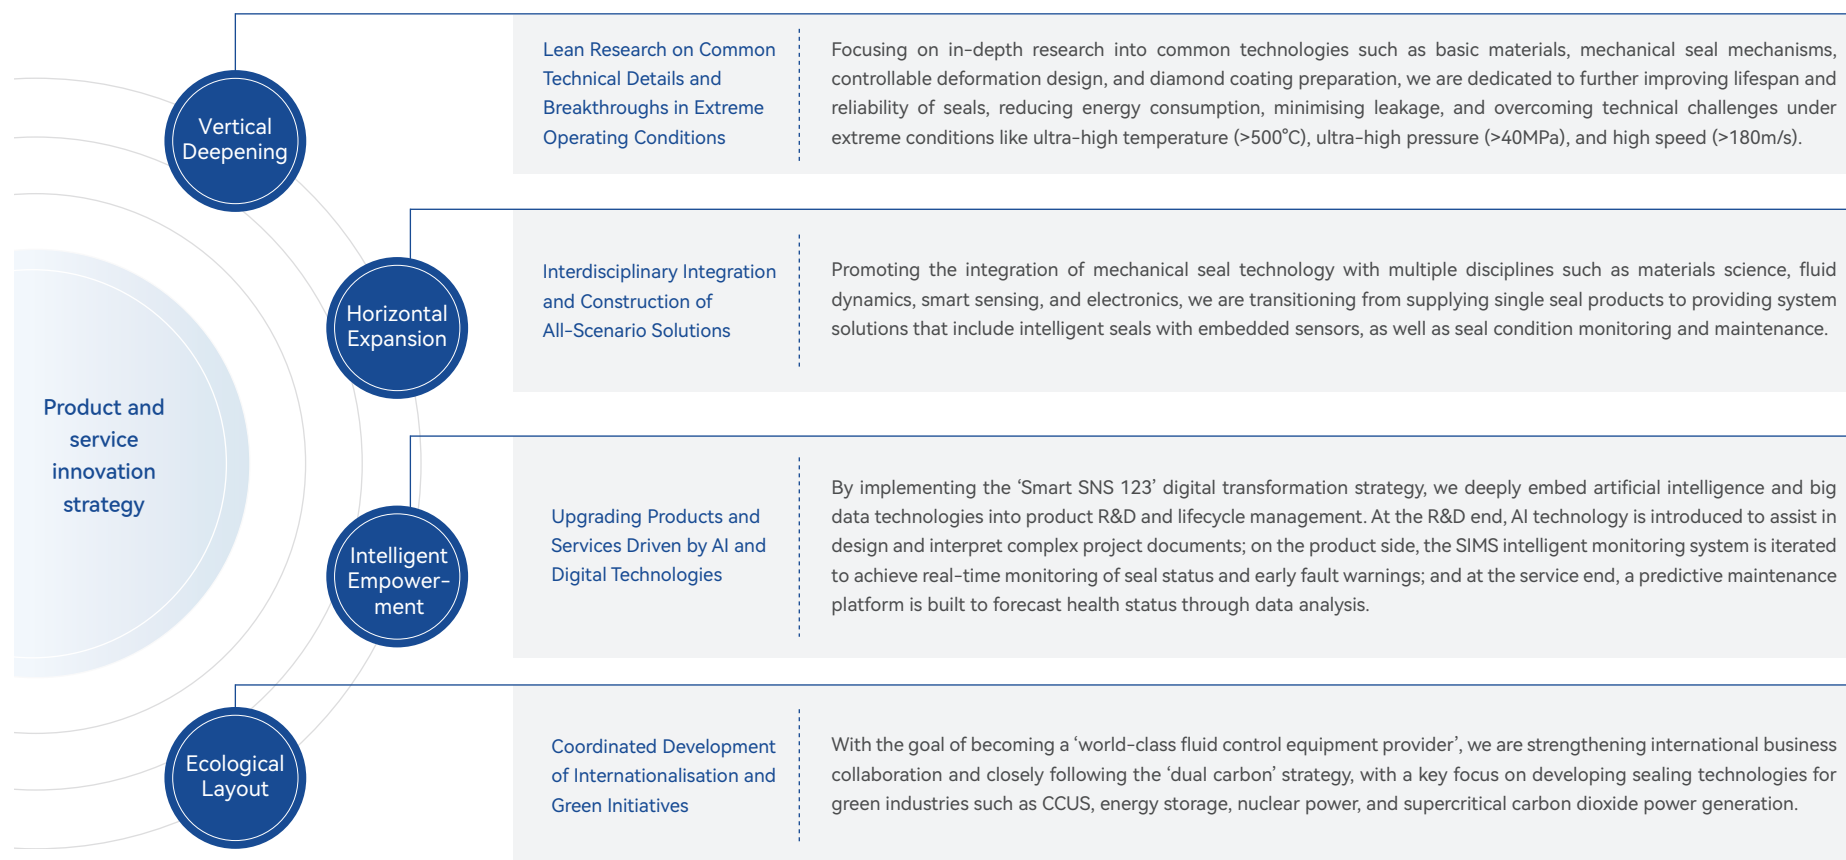 Product and
service
innovation
strategy
Vertical
Deepening
Lean Research on Common
Technical Details and
Breakthroughs in Extreme
Operating Conditions
Focusing on in-depth research into common technologies such as basic materials, mechanical seal mechanisms,
controllable deformation design, and diamond coating preparation, we are dedicated to further improving lifespan and
reliability of seals, reducing energy consumption, minimising leakage, and overcoming technical challenges under
extreme conditions like ultra-high temperature (>500°C), ultra-high pressure (>40MPa), and high speed (>180m/s).
Horizontal
Expansion
Interdisciplinary Integration
and Construction of
All-Scenario Solutions
Promoting the integration of mechanical seal technology with multiple disciplines such as materials science, fluid
dynamics, smart sensing, and electronics, we are transitioning from supplying single seal products to providing system
solutions that include intelligent seals with embedded sensors, as well as seal condition monitoring and maintenance.
Intelligent
Empower-
ment
Upgrading Products and
Services Driven by AI and
Digital Technologies
By implementing the ‘Smart SNS 123’ digital transformation strategy, we deeply embed artificial intelligence and big
data technologies into product R&D and lifecycle management. At the R&D end, AI technology is introduced to assist in
design and interpret complex project documents; on the product side, the SIMS intelligent monitoring system is iterated
to achieve real-time monitoring of seal status and early fault warnings; and at the service end, a predictive maintenance
platform is built to forecast health status through data analysis.
Ecological
Layout
Coordinated Development
of Internationalisation and
Green Initiatives
With the goal of becoming a ‘world-class fluid control equipment provider’, we are strengthening international business
collaboration and closely following the ‘dual carbon’ strategy, with a key focus on developing sealing technologies for
green industries such as CCUS, energy storage, nuclear power, and supercritical carbon dioxide power generation.